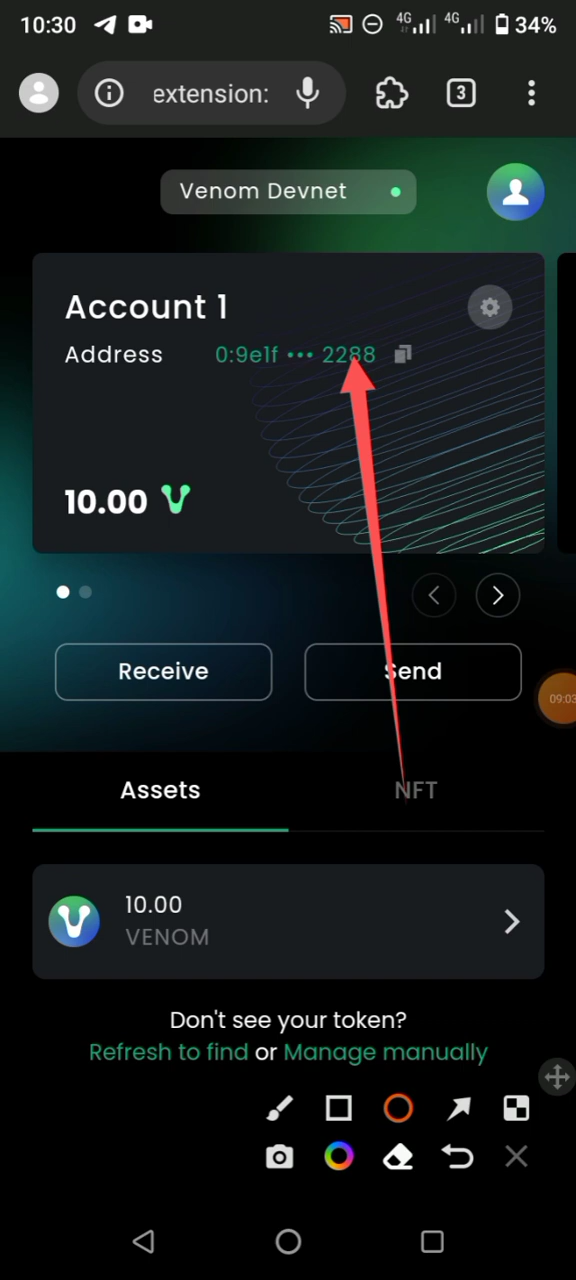 10:30 4G 4G 34%
extension: 3
Venom Devnet
Account 1
Address 0:9e1f ••• 2288
10.00
Receive Send
09:03
Assets NFT
10.00
VENOM
Don't see your token?
Refresh to find or Manage manually